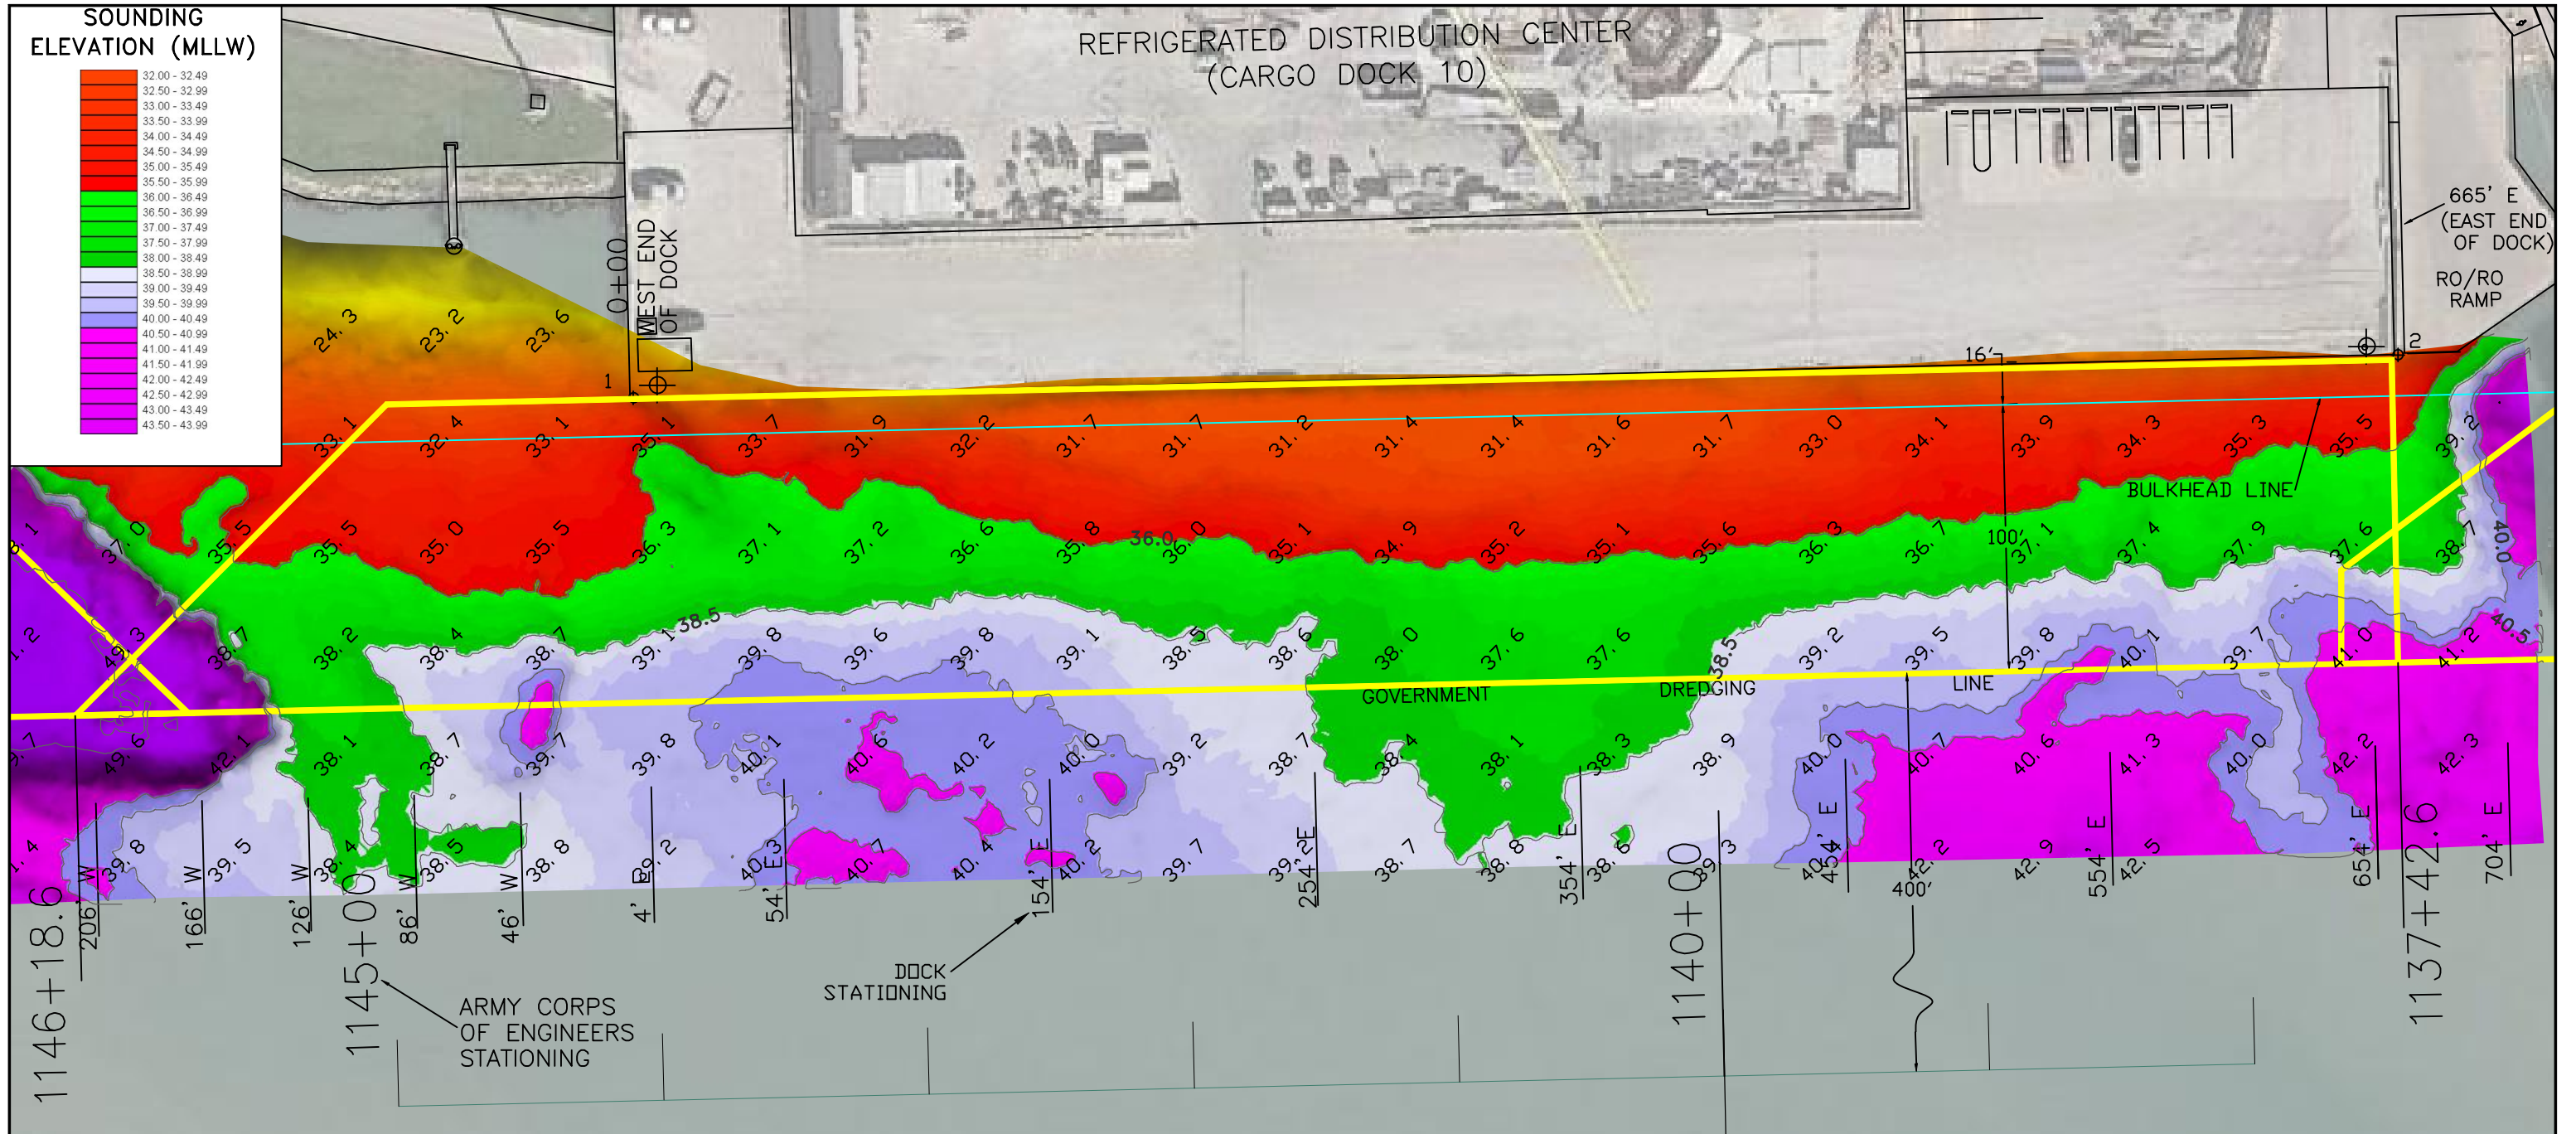 SOUNDING
ELEVATION (MLLW)
32.00 - 32.49
32.50 - 32.99
33.00 - 33.49
33.50 - 33.99
34.00 - 34.49
34.50 - 34.99
35.00 - 35.49
35.50 - 35.99
36.00 - 36.49
36.50 - 36.99
37.00 - 37.49
37.50 - 37.99
38.00 - 38.49
38.50 - 38.99
39.00 - 39.49
39.50 - 39.99
40.00 - 40.49
40.50 - 40.99
41.00 - 41.49
41.50 - 41.99
42.00 - 42.49
42.50 - 42.99
43.00 - 43.49
43.50 - 43.99
REFRIGERATED DISTRIBUTION CENTER
(CARGO DOCK 10)
665' E
(EAST END
OF DOCK)
RO/RO
RAMP
0+00
WEST END
OF DOCK
1
2
16'
24.3 23.2 23.6
33.1 32.4 33.1 35.1 33.7 31.9 32.2 31.7 31.7 31.2 31.4 31.4 31.6 31.7 33.0 34.1 33.9 34.3 35.3 35.5 39.2
BULKHEAD LINE
37.0 35.5 35.5 35.0 35.5 36.3 37.1 37.2 36.6 35.8 36.0 36.0 35.1 34.9 35.2 35.1 35.6 36.3 36.7 37.1 37.4 37.9 37.6 38.7
100'
40.0
38.5
38.5
40.5
49.3 38.7 38.2 38.4 38.7 39.1 39.8 39.6 39.8 39.1 38.5 38.6 38.0 37.6 37.6 39.2 39.5 39.8 40.1 39.7 41.0 41.2
GOVERNMENT DREDGING LINE
49.6 42.1 38.1 38.7 39.7 39.8 40.1 40.6 40.2 40.0 39.2 38.7 38.4 38.1 38.3 38.9 40.0 40.7 40.6 41.3 40.0 42.2 42.3
39.8 39.5 38.4 38.5 38.8 39.2 40.3 40.7 40.4 40.2 39.7 39.2 38.7 38.8 38.6 39.3 42.2 42.9 42.5
206' W
166' W
126' W
86' W
46' W
4' E
54' E
154' E
254' E
354' E
454' E
554' E
654' E
704' E
400'
1146+18.6
1145+00
1140+00
1137+42.6
DOCK
STATIONING
ARMY CORPS
OF ENGINEERS
STATIONING